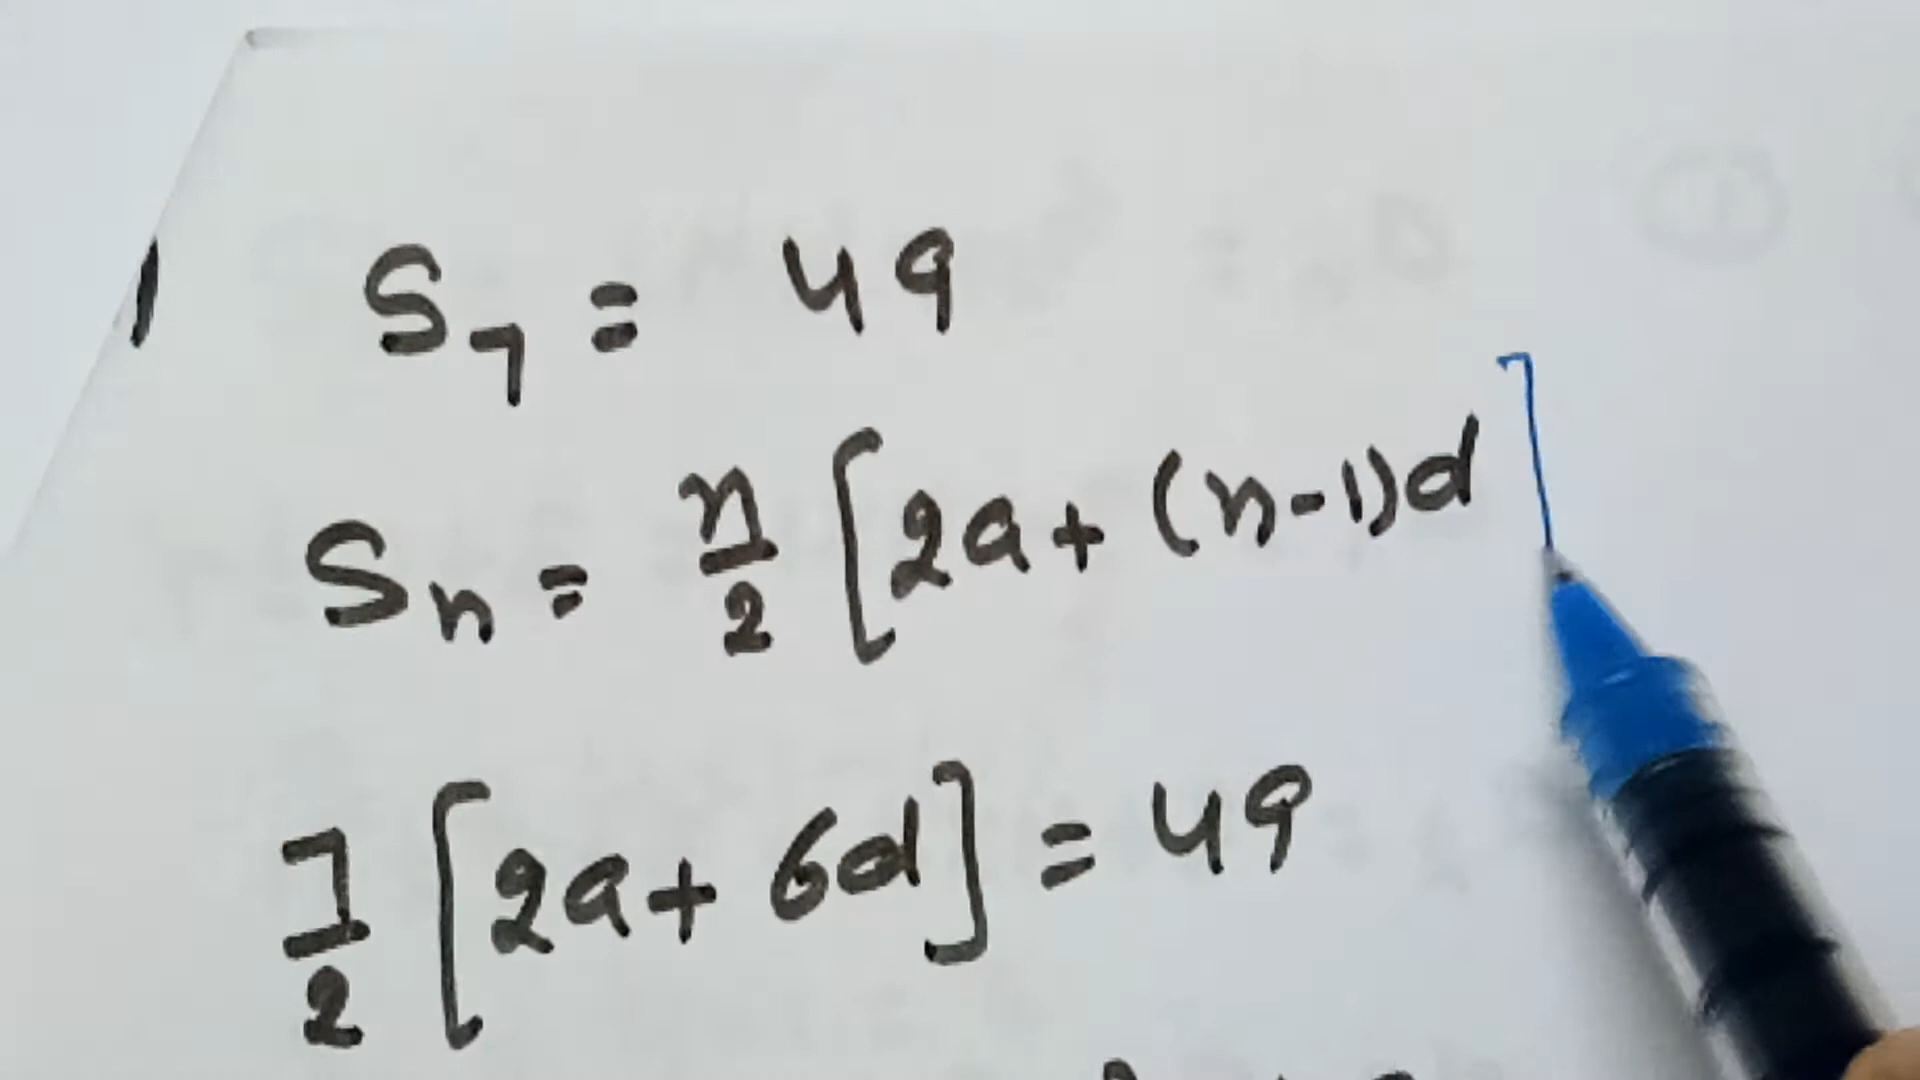 S₇ = 49
Sₙ = n/2 [2a + (n-1)d]
7/2 [2a + 6d] = 49